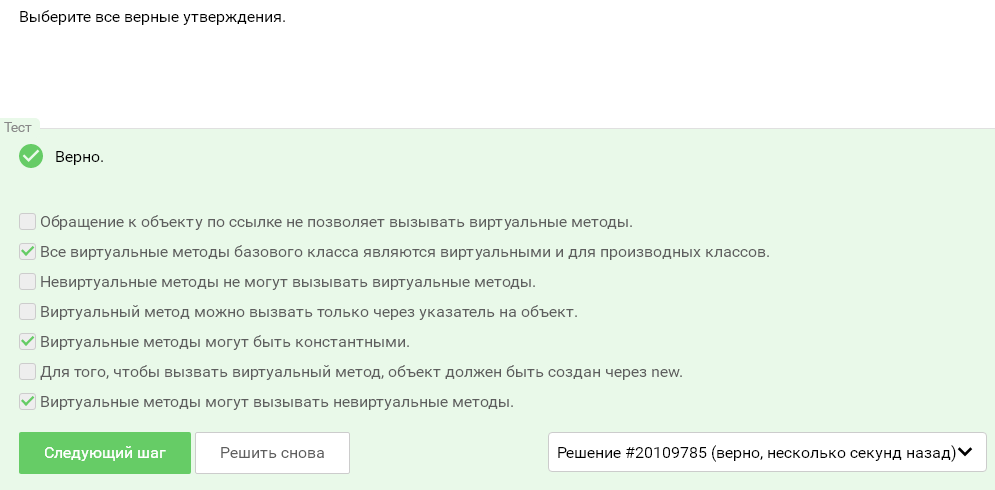 Выберите все верные утверждения.
Тест
Верно.
Обращение к объекту по ссылке не позволяет вызывать виртуальные методы.
Все виртуальные методы базового класса являются виртуальными и для производных классов.
Невиртуальные методы не могут вызывать виртуальные методы.
Виртуальный метод можно вызвать только через указатель на объект.
Виртуальные методы могут быть константными.
Для того, чтобы вызвать виртуальный метод, объект должен быть создан через new.
Виртуальные методы могут вызывать невиртуальные методы.
Следующий шаг Решить снова Решение #20109785 (верно, несколько секунд назад)